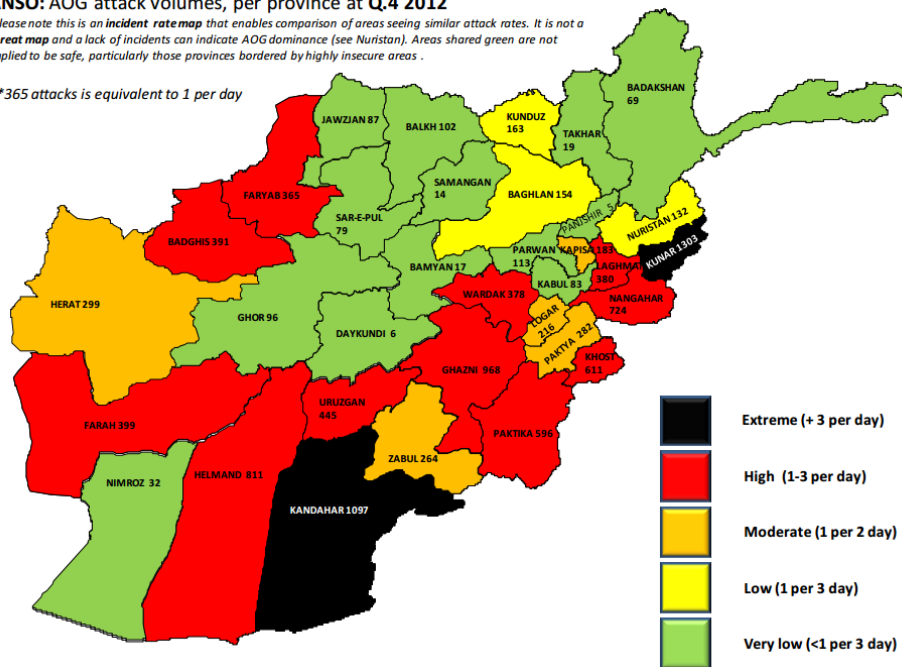 ANSO: AOG attack volumes, per province at Q.4 2012
lease note this is an incident rate map that enables comparison of areas seeing similar attack rates. It is not a
reat map and a lack of incidents can indicate AOG dominance (see Nuristan). Areas shared green are not
plied to be safe, particularly those provinces bordered by highly insecure areas .
*365 attacks is equivalent to 1 per day
BADAKSHAN
69
JAWZJAN 87
BALKH 102
KUNDUZ
163
TAKHAR
19
FARYAB 365
SAMANGAN
14
BAGHLAN 154
SAR-E-PUL
79
PANJSHIR 5
NURISTAN 132
BADGHIS 391
PARWAN
113
KAPISA 183
KUNAR 1303
BAMYAN 17
LAGHMAN
380
KABUL 83
HERAT 299
WARDAK 378
NANGAHAR
724
GHOR 96
LOGAR
216
DAYKUNDI 6
PAKTYA 282
GHAZNI 968
KHOST
611
URUZGAN
445
FARAH 399
PAKTIKA 596
ZABUL 264
NIMROZ 32
HELMAND 811
KANDAHAR 1097
Extreme (+ 3 per day)
High (1-3 per day)
Moderate (1 per 2 day)
Low (1 per 3 day)
Very low (<1 per 3 day)